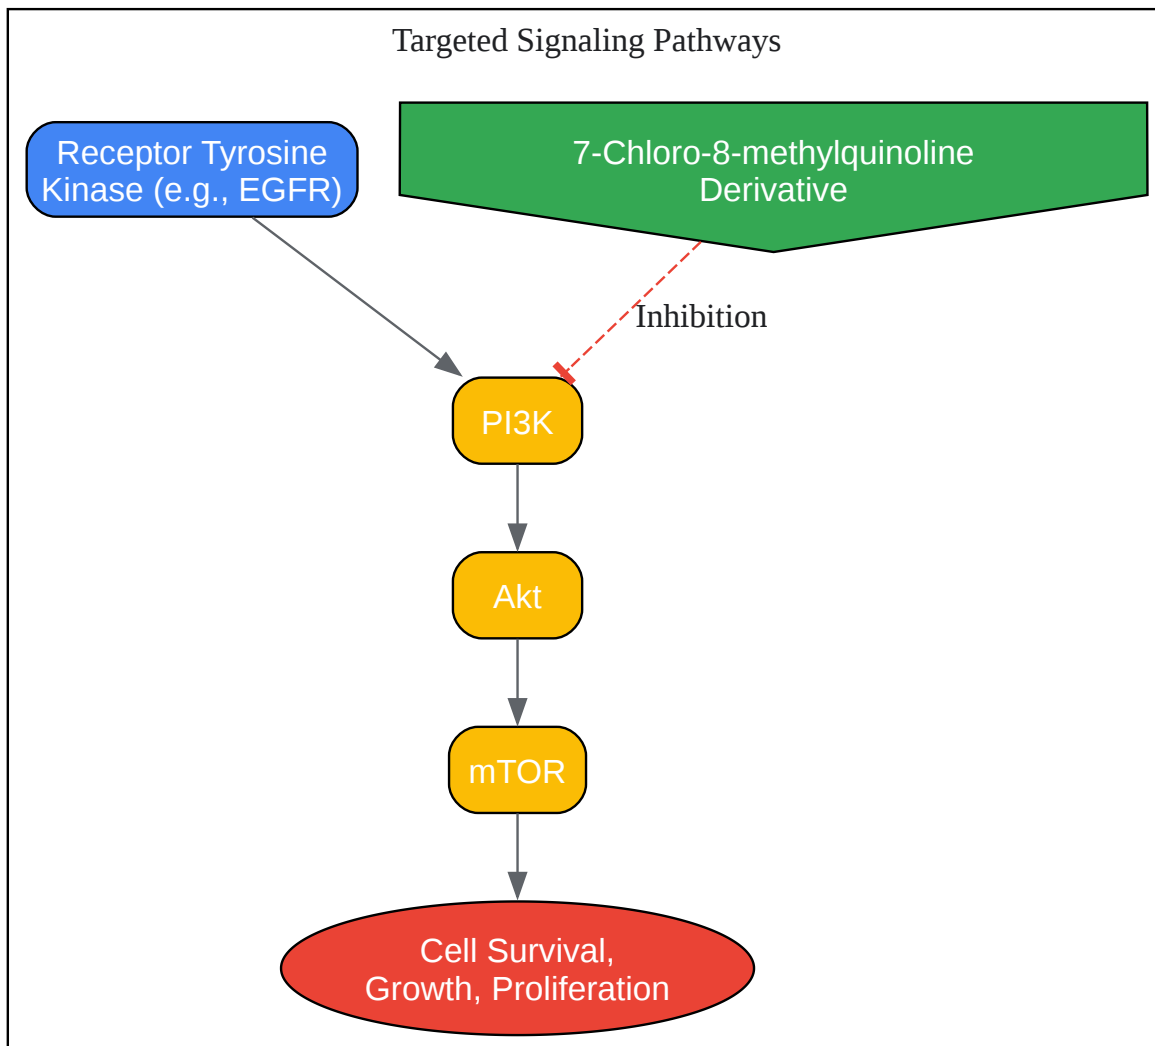 Targeted Signaling Pathways
Receptor Tyrosine
Kinase (e.g., EGFR)
7-Chloro-8-methylquinoline
Derivative
Inhibition
PI3K
Akt
mTOR
Cell Survival,
Growth, Proliferation